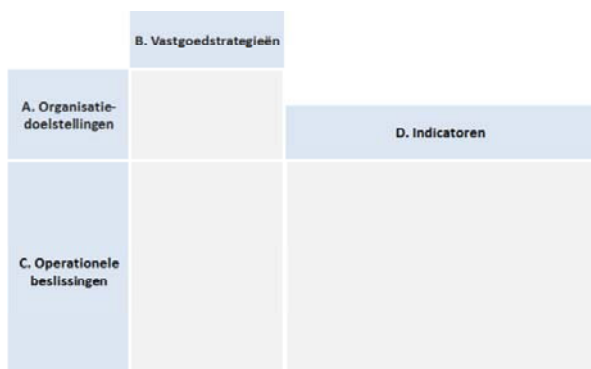 B. Vastgoedstrategieën
A. Organisatie-
doelstellingen
D. Indicatoren
C. Operationele
beslissingen